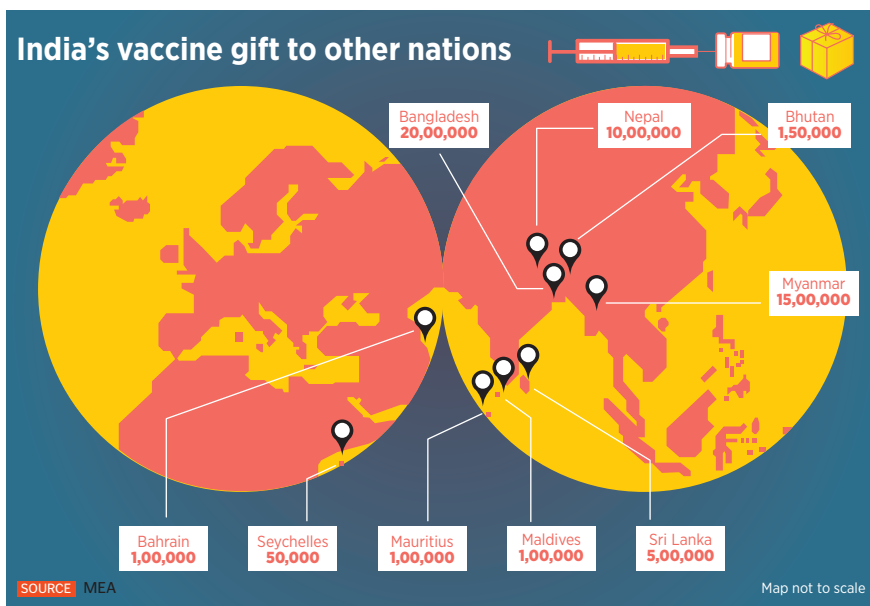 India's vaccine gift to other nations
Bangladesh
20,00,000
Nepal
10,00,000
Bhutan
1,50,000
Myanmar
15,00,000
Bahrain
1,00,000
Seychelles
50,000
Mauritius
1,00,000
Maldives
1,00,000
Sri Lanka
5,00,000
SOURCE MEA
Map not to scale